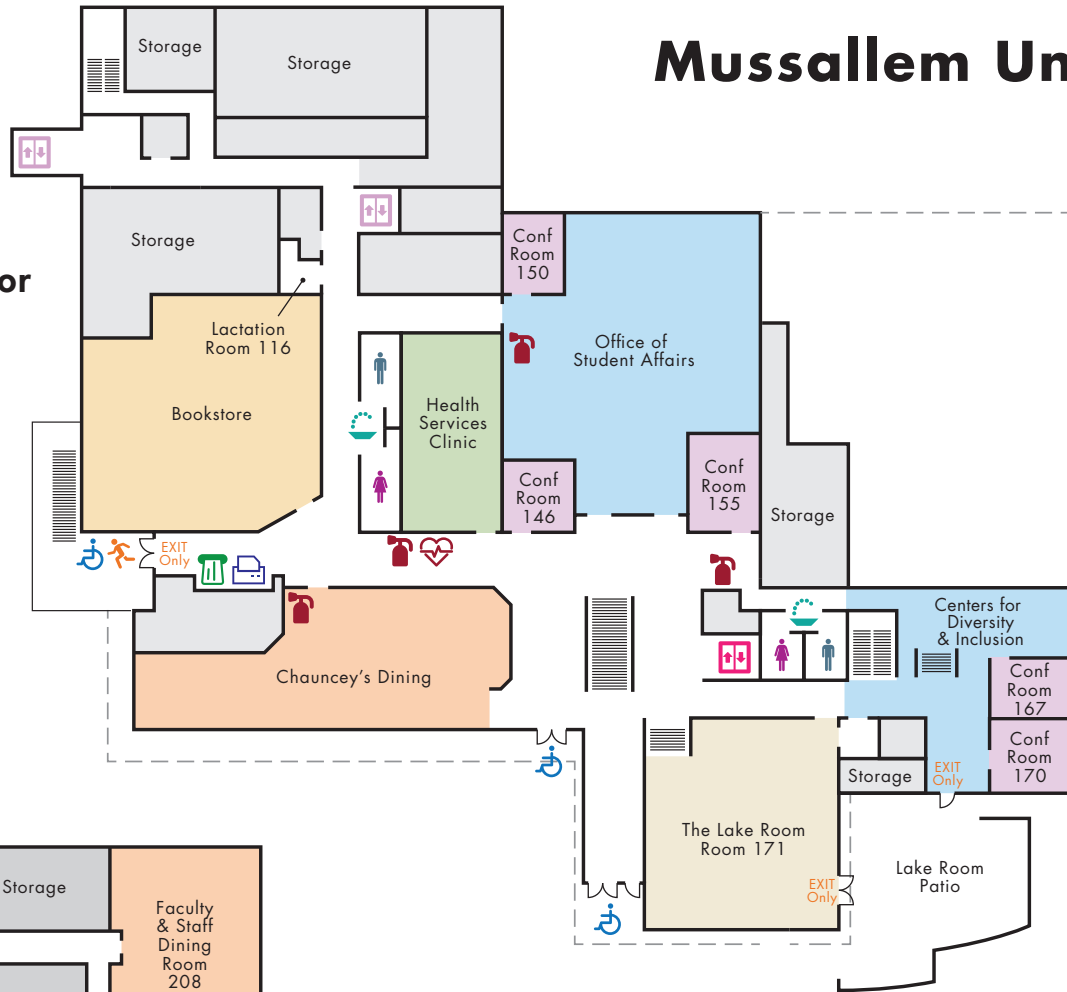 Mussallem Un
or
Storage
Storage
Storage
Conf
Room
150
Lactation
Room 116
Office of
Student Affairs
Bookstore
Health
Services
Clinic
Conf
Room
146
Conf
Room
155
Storage
EXIT
Only
Centers for
Diversity
& Inclusion
Chauncey's Dining
Conf
Room
167
Conf
Room
170
EXIT
Only
Storage
The Lake Room
Room 171
EXIT
Only
Lake Room
Patio
Storage
Faculty
& Staff
Dining
Room
208